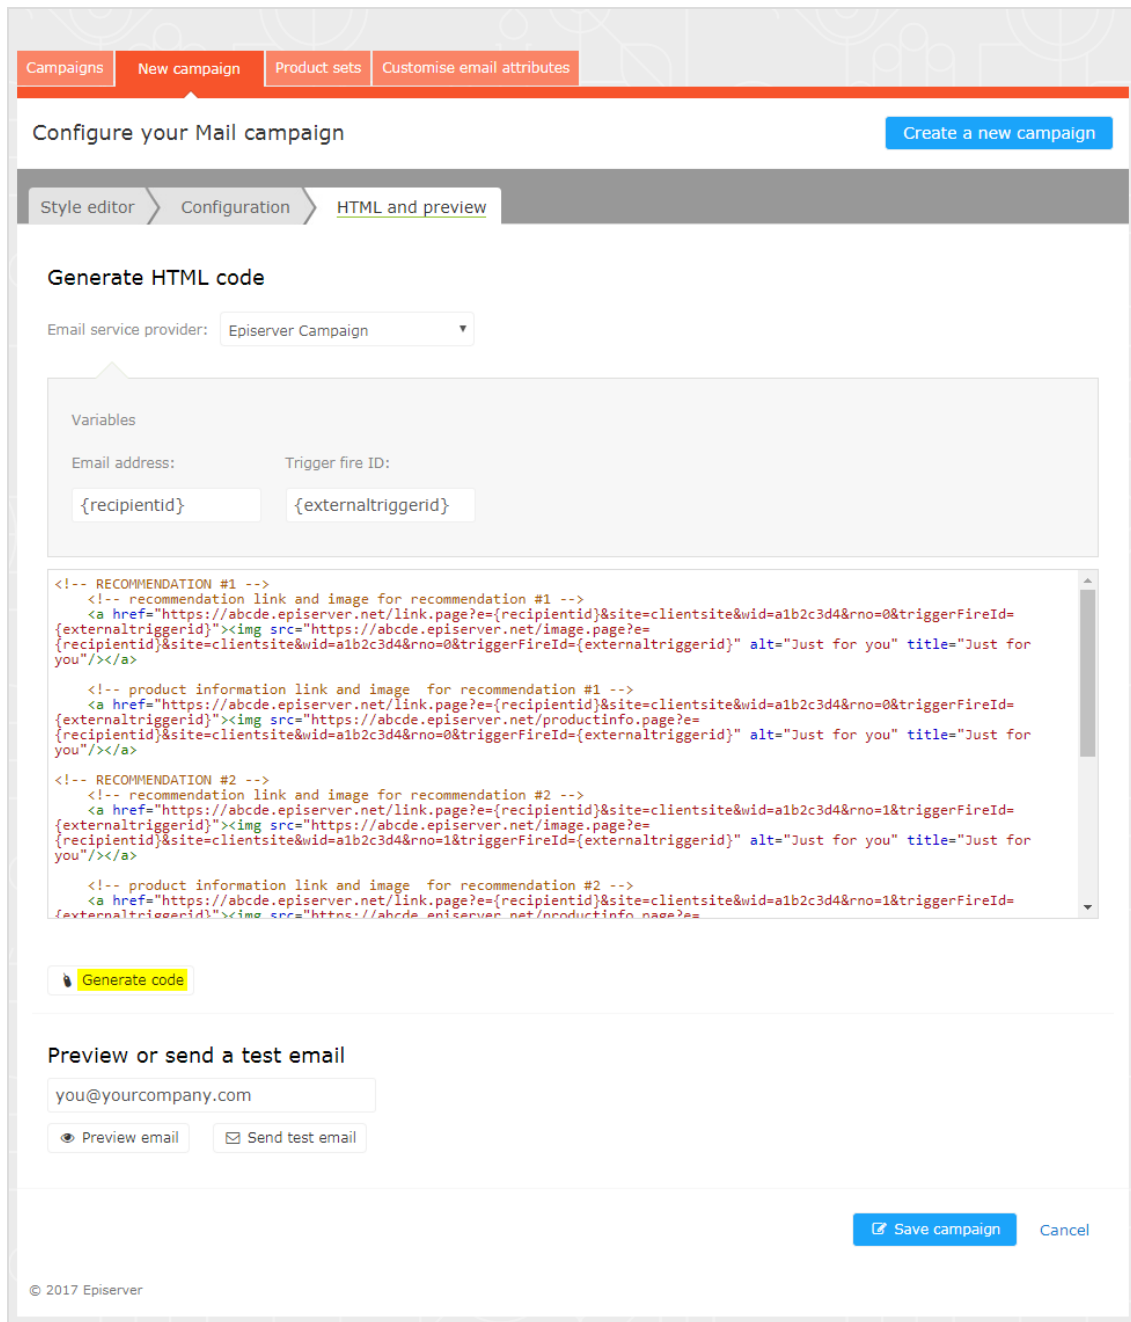 Campaigns New campaign Product sets Customise email attributes
Configure your Mail campaign Create a new campaign
Style editor Configuration HTML and preview
Generate HTML code
Email service provider: Episerver Campaign
Variables
Email address: Trigger fire ID:
{recipientid} {externaltriggerid}
<!-- RECOMMENDATION #1 -->
<!-- recommendation link and image for recommendation #1 -->
<a href="https://abcde.episerver.net/link.page?e={recipientid}&site=clientsite&wid=a1b2c3d4&rno=0&triggerFireId=
{externaltriggerid}"><img src="https://abcde.episerver.net/image.page?e=
{recipientid}&site=clientsite&wid=a1b2c3d4&rno=0&triggerFireId={externaltriggerid}" alt="Just for you" title="Just for
you"/></a>
<!-- product information link and image  for recommendation #1 -->
<a href="https://abcde.episerver.net/link.page?e={recipientid}&site=clientsite&wid=a1b2c3d4&rno=0&triggerFireId=
{externaltriggerid}"><img src="https://abcde.episerver.net/productinfo.page?e=
{recipientid}&site=clientsite&wid=a1b2c3d4&rno=0&triggerFireId={externaltriggerid}" alt="Just for you" title="Just for
you"/></a>
<!-- RECOMMENDATION #2 -->
<!-- recommendation link and image for recommendation #2 -->
<a href="https://abcde.episerver.net/link.page?e={recipientid}&site=clientsite&wid=a1b2c3d4&rno=1&triggerFireId=
{externaltriggerid}"><img src="https://abcde.episerver.net/image.page?e=
{recipientid}&site=clientsite&wid=a1b2c3d4&rno=1&triggerFireId={externaltriggerid}" alt="Just for you" title="Just for
you"/></a>
<!-- product information link and image  for recommendation #2 -->
<a href="https://abcde.episerver.net/link.page?e={recipientid}&site=clientsite&wid=a1b2c3d4&rno=1&triggerFireId=
{externaltriggerid}"><img src="https://abcde.episerver.net/productinfo.page?e=
Generate code
Preview or send a test email
you@yourcompany.com
Preview email Send test email
Save campaign Cancel
© 2017 Episerver